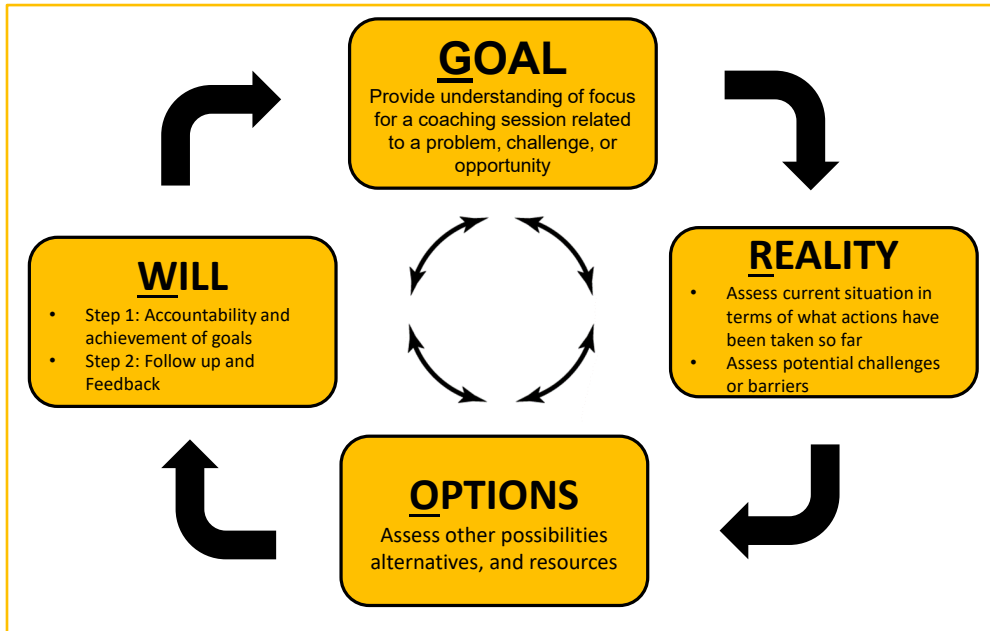 GOAL
Provide understanding of focus
for a coaching session related
to a problem, challenge, or
opportunity
REALITY
• Assess current situation in
terms of what actions have
been taken so far
• Assess potential challenges
or barriers
OPTIONS
Assess other possibilities
alternatives, and resources
WILL
• Step 1: Accountability and
achievement of goals
• Step 2: Follow up and
Feedback